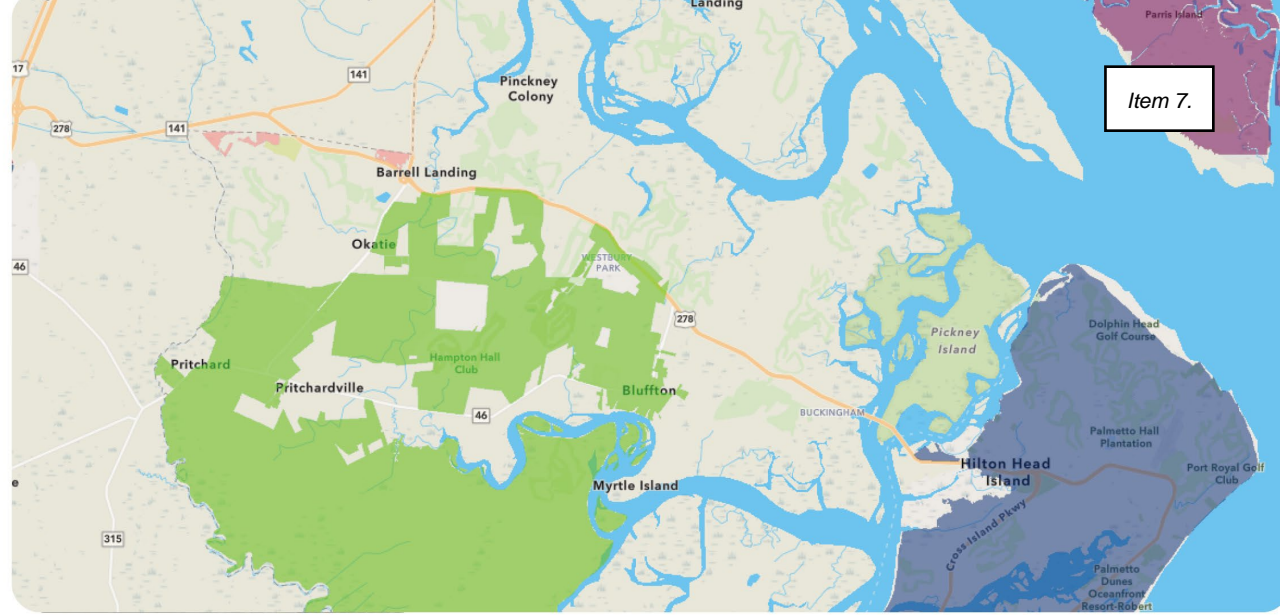 Landing
Parris Island
Item 7.
17
141
278
141
Pinckney
Colony
Barrell Landing
Okatie
46
WESTBURY
PARK
278
Pickney
Island
Dolphin Head
Golf Course
Pritchard
Hampton Hall
Club
Pritchardville
Bluffton
46
BUCKINGHAM
Palmetto Hall
Plantation
Hilton Head
Island
Port Royal Golf
Club
Myrtle Island
e
315
Cross Island Pkwy
Palmetto
Dunes
Oceanfront
Resort-Robert